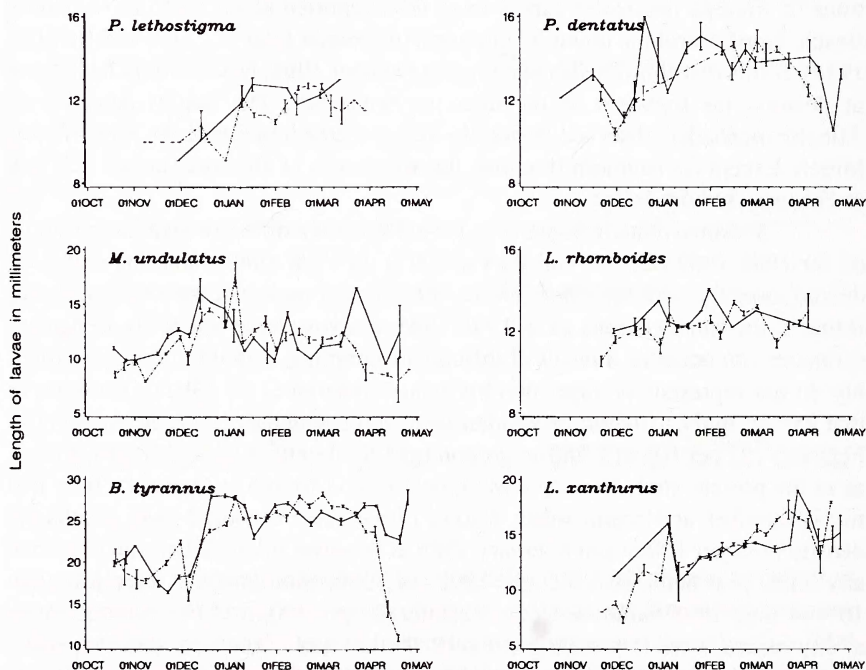 Length of larvae in millimeters
P. lethostigma
16
12
8
01OCT 01NOV 01DEC 01JAN 01FEB 01MAR 01APR 01MAY
P. dentatus
16
12
8
01OCT 01NOV 01DEC 01JAN 01FEB 01MAR 01APR 01MAY
M. undulatus
20
15
10
5
01OCT 01NOV 01DEC 01JAN 01FEB 01MAR 01APR 01MAY
L. rhomboides
16
12
8
01OCT 01NOV 01DEC 01JAN 01FEB 01MAR 01APR 01MAY
B. tyrannus
30
25
20
15
10
01OCT 01NOV 01DEC 01JAN 01FEB 01MAR 01APR 01MAY
L. xanthurus
20
15
10
5
01OCT 01NOV 01DEC 01JAN 01FEB 01MAR 01APR 01MAY